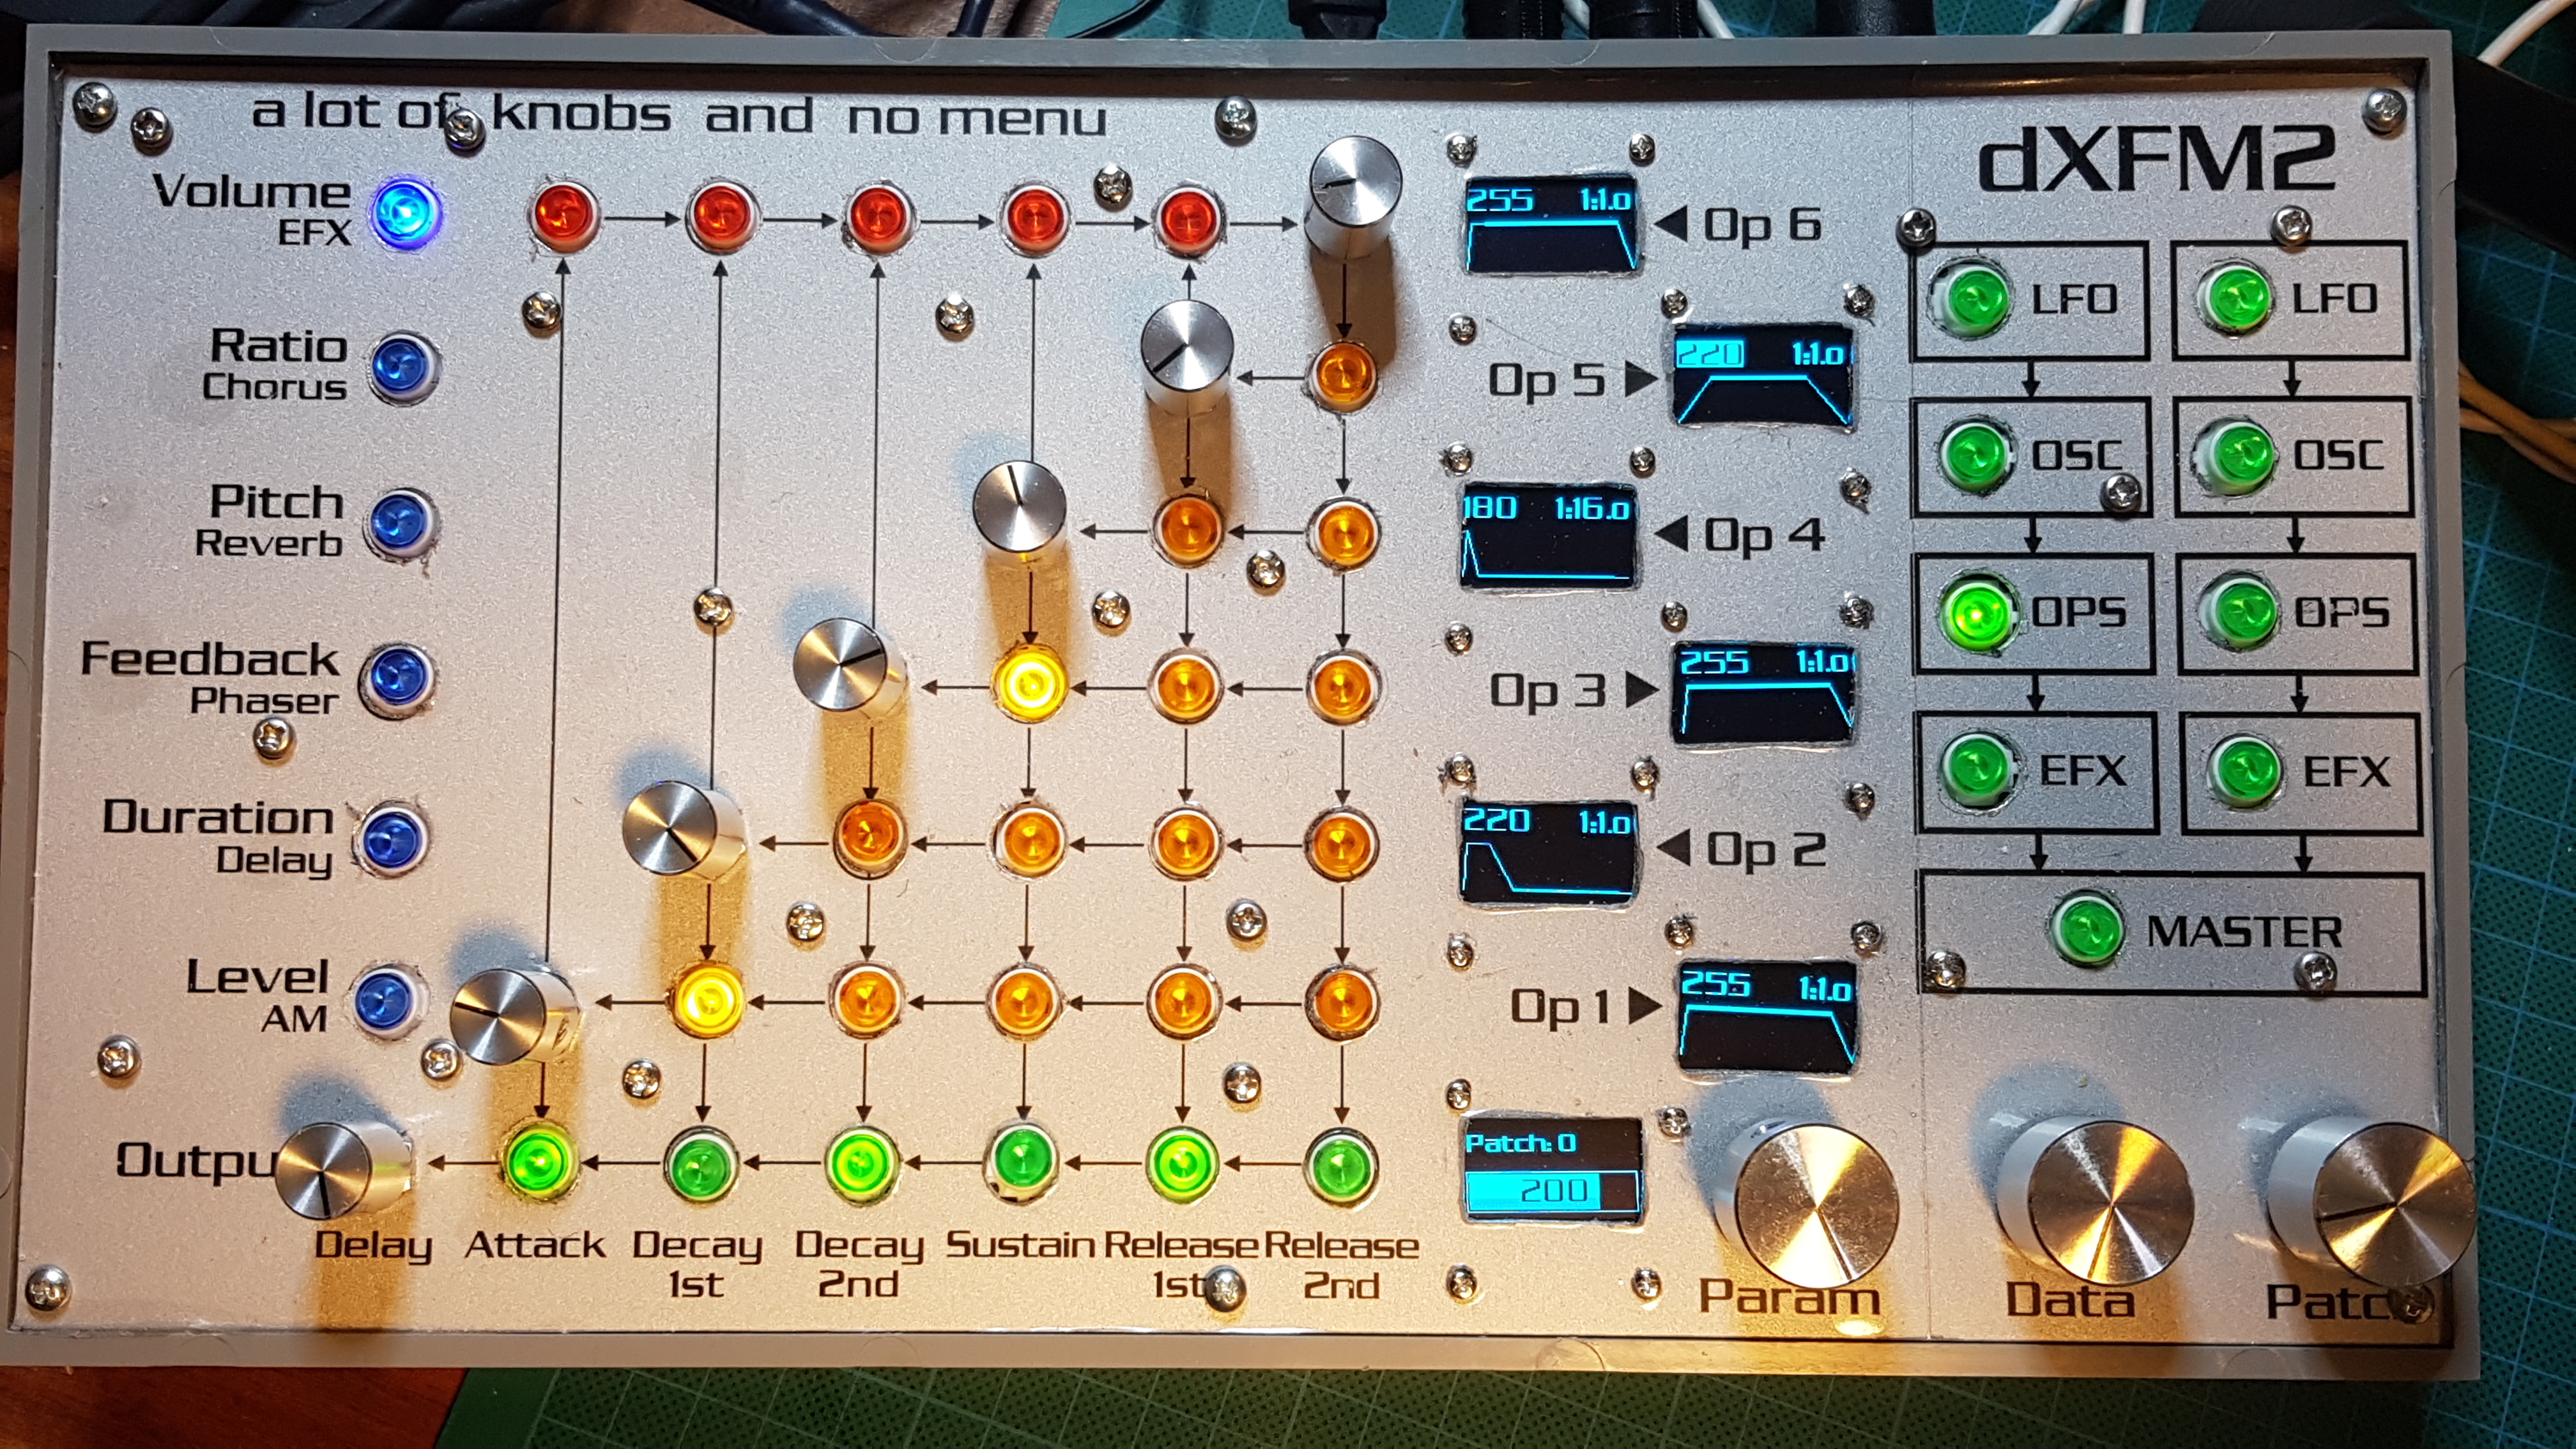 a lot of knobs and no menu
dXFM2
Volume
EFX
Ratio
Chorus
Pitch
Reverb
Feedback
Phaser
Duration
Delay
Level
AM
Output
Delay Attack Decay Decay Sustain Release Release
1st 2nd 1st 2nd
255 1:1.0
Op 6
Op 5
220 1:1.0
180 1:16.0
Op 4
Op 3
255 1:1.0
220 1:1.0
Op 2
Op 1
255 1:1.0
Patch: 0
200
Param
Data
Patc
LFO
LFO
OSC
OSC
OPS
OPS
EFX
EFX
MASTER